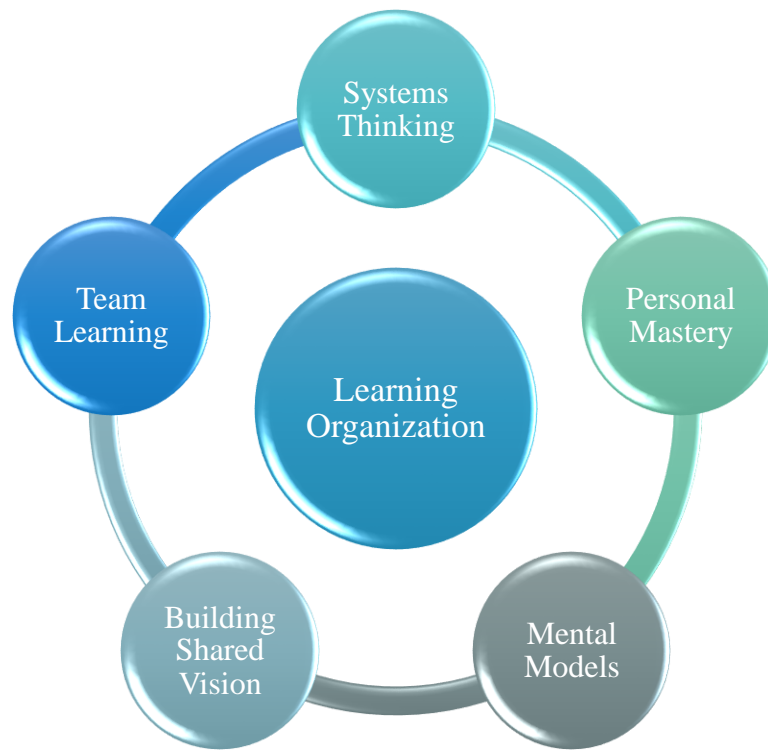 Systems
Thinking
Team
Learning
Personal
Mastery
Learning
Organization
Building
Shared
Vision
Mental
Models